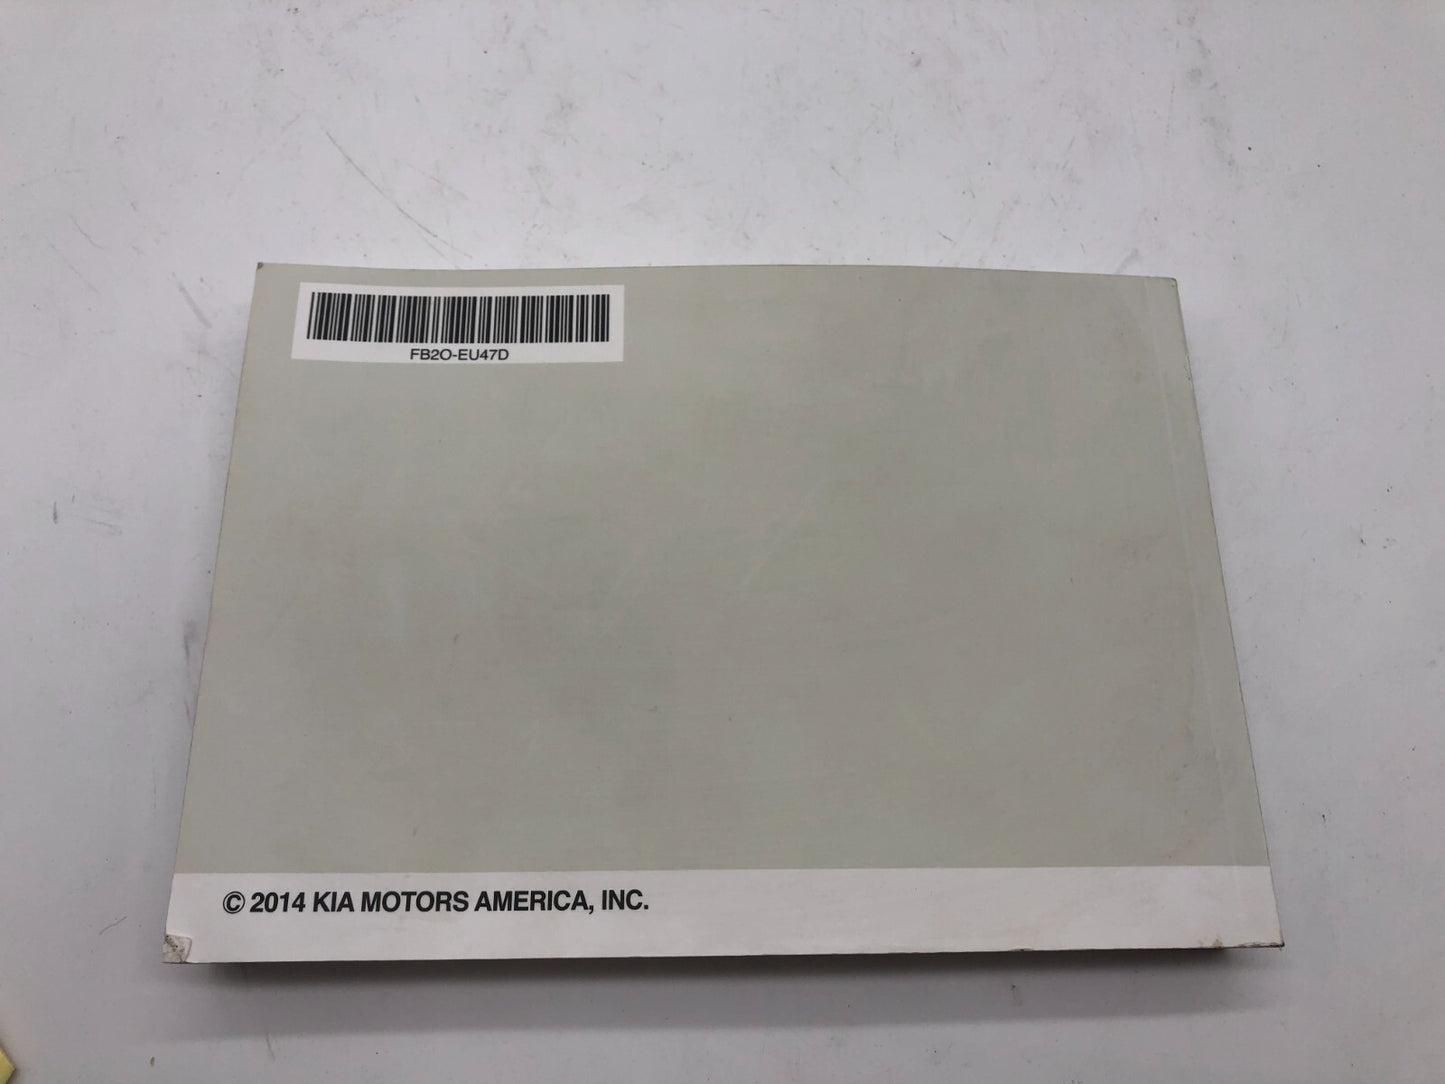 FB2O-EU47D
© 2014 KIA MOTORS AMERICA, INC.